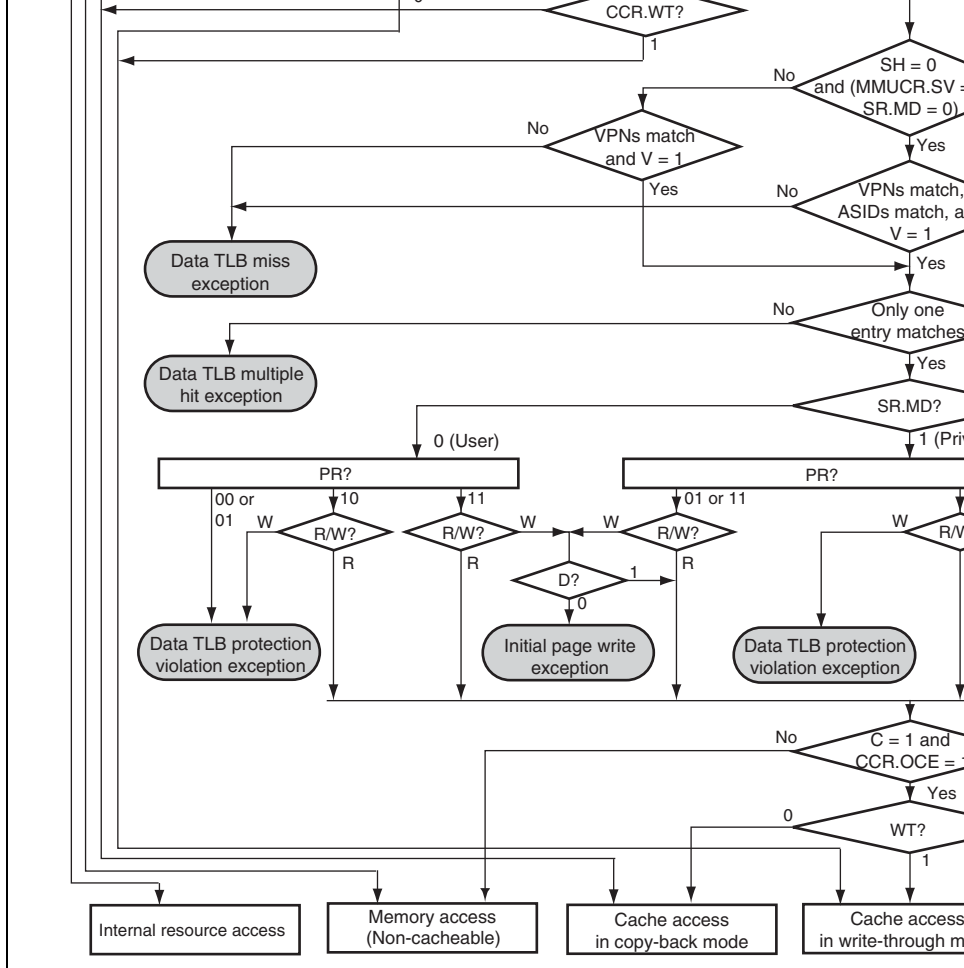 CCR.WT?
1
SH = 0
and (MMUCR.SV =
SR.MD = 0)
No
Yes
VPNs match
and V = 1
No
Yes
VPNs match,
ASIDs match, a
V = 1
No
Yes
Data TLB miss
exception
Only one
entry matches
No
Yes
Data TLB multiple
hit exception
SR.MD?
0 (User)
1 (Priv
PR?
PR?
00 or
01
10
11
01 or 11
W
R/W?
R/W?
W
W
R/W?
W
R/W
R
R
D?
1
R
0
Data TLB protection
violation exception
Initial page write
exception
Data TLB protection
violation exception
No
C = 1 and
CCR.OCE = 1
Yes
0
WT?
1
Internal resource access
Memory access
(Non-cacheable)
Cache access
in copy-back mode
Cache access
in write-through m